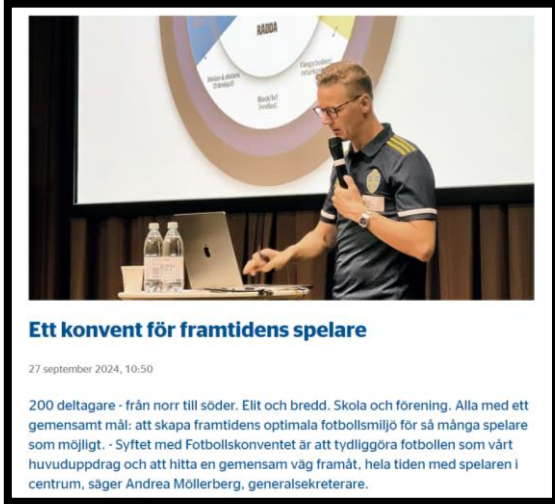 RÄDDA
Block/1v1
Ett konvent för framtidens spelare
27 september 2024, 10:50
200 deltagare - från norr till söder. Elit och bredd. Skola och förening. Alla med ett
gemensamt mål: att skapa framtidens optimala fotbollsmiljö för så många spelare
som möjligt. - Syftet med Fotbollskonventet är att tydliggöra fotbollen som vårt
huvuduppdrag och att hitta en gemensam väg framåt, hela tiden med spelaren i
centrum, säger Andrea Möllerberg, generalsekreterare.